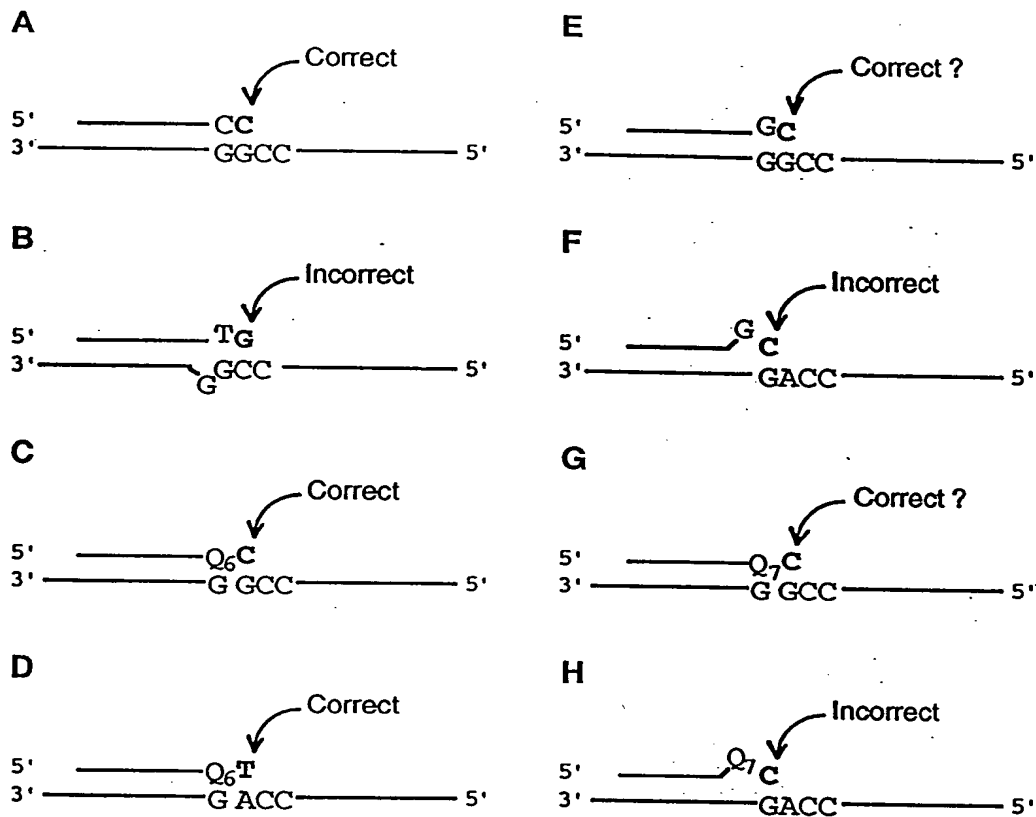 A
Correct
5' CC
3' GGCC 5'
B
Incorrect
5' TG
3' G GCC 5'
C
Correct
5' Q6C
3' G GCC 5'
D
Correct
5' Q6T
3' G ACC 5'
E
Correct ?
5' GC
3' GGCC 5'
F
Incorrect
5' G C
3' GACC 5'
G
Correct ?
5' Q7C
3' G GCC 5'
H
Incorrect
5' Q7 C
3' GACC 5'